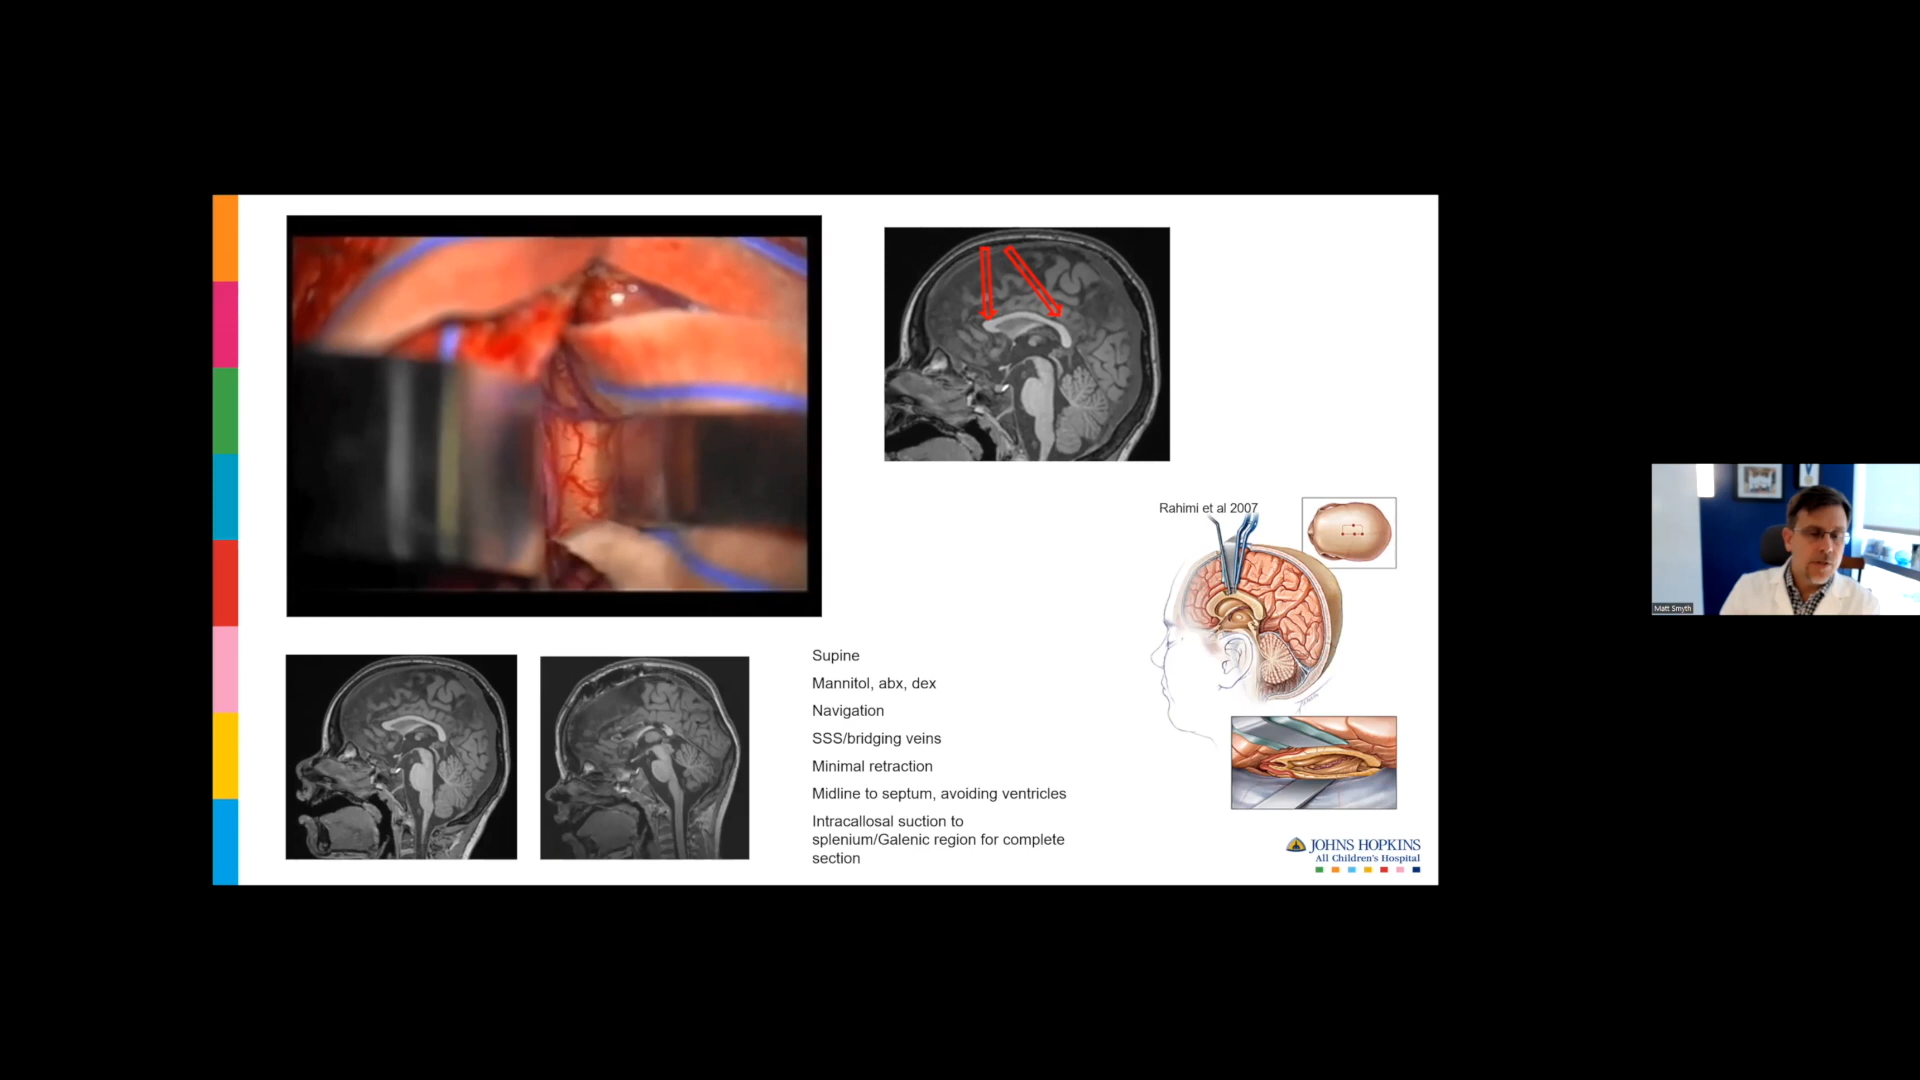 Rahimi et al 2007
Supine
Mannitol, abx, dex
Navigation
SSS/bridging veins
Minimal retraction
Midline to septum, avoiding ventricles
Intracallosal suction to
splenium/Galenic region for complete
section
JOHNS HOPKINS
All Children's Hospital
Matt Smyth